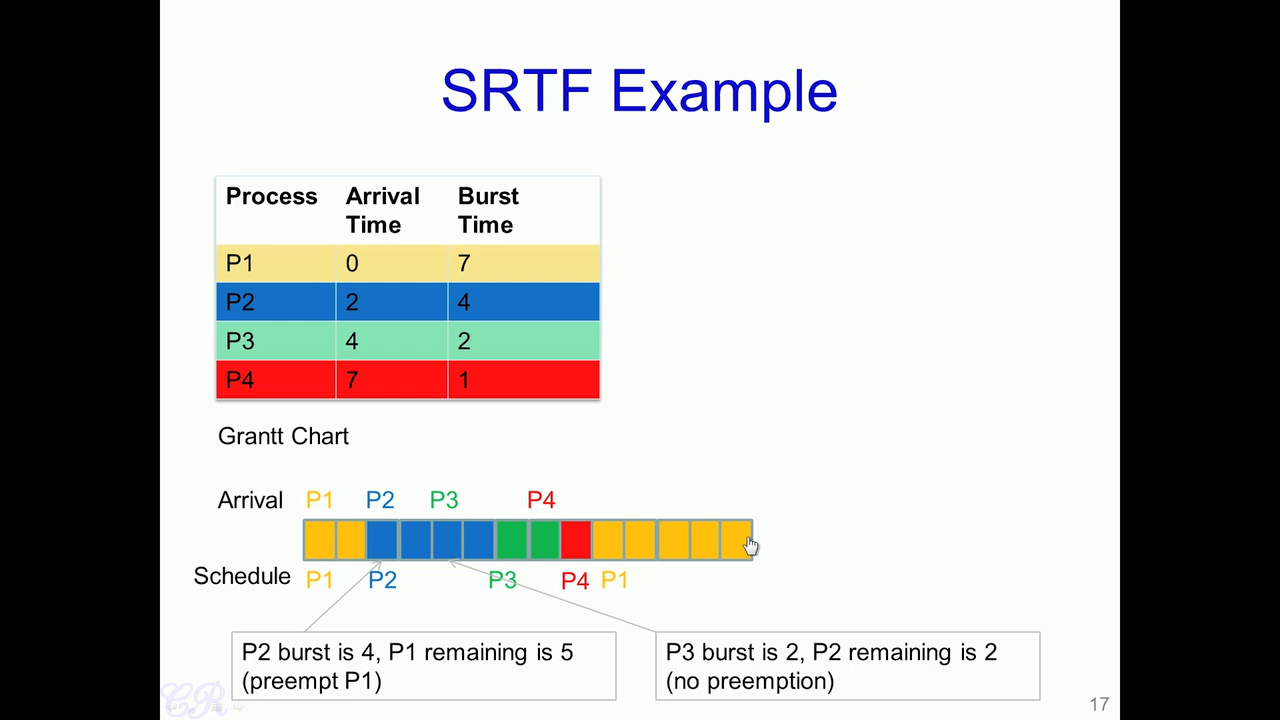 SRTF Example
Process Arrival Time Burst Time
P1 0 7
P2 2 4
P3 4 2
P4 7 1
Grantt Chart
Arrival P1 P2 P3 P4
Schedule P1 P2 P3 P4 P1
P2 burst is 4, P1 remaining is 5
(preempt P1)
P3 burst is 2, P2 remaining is 2
(no preemption)
CR
17